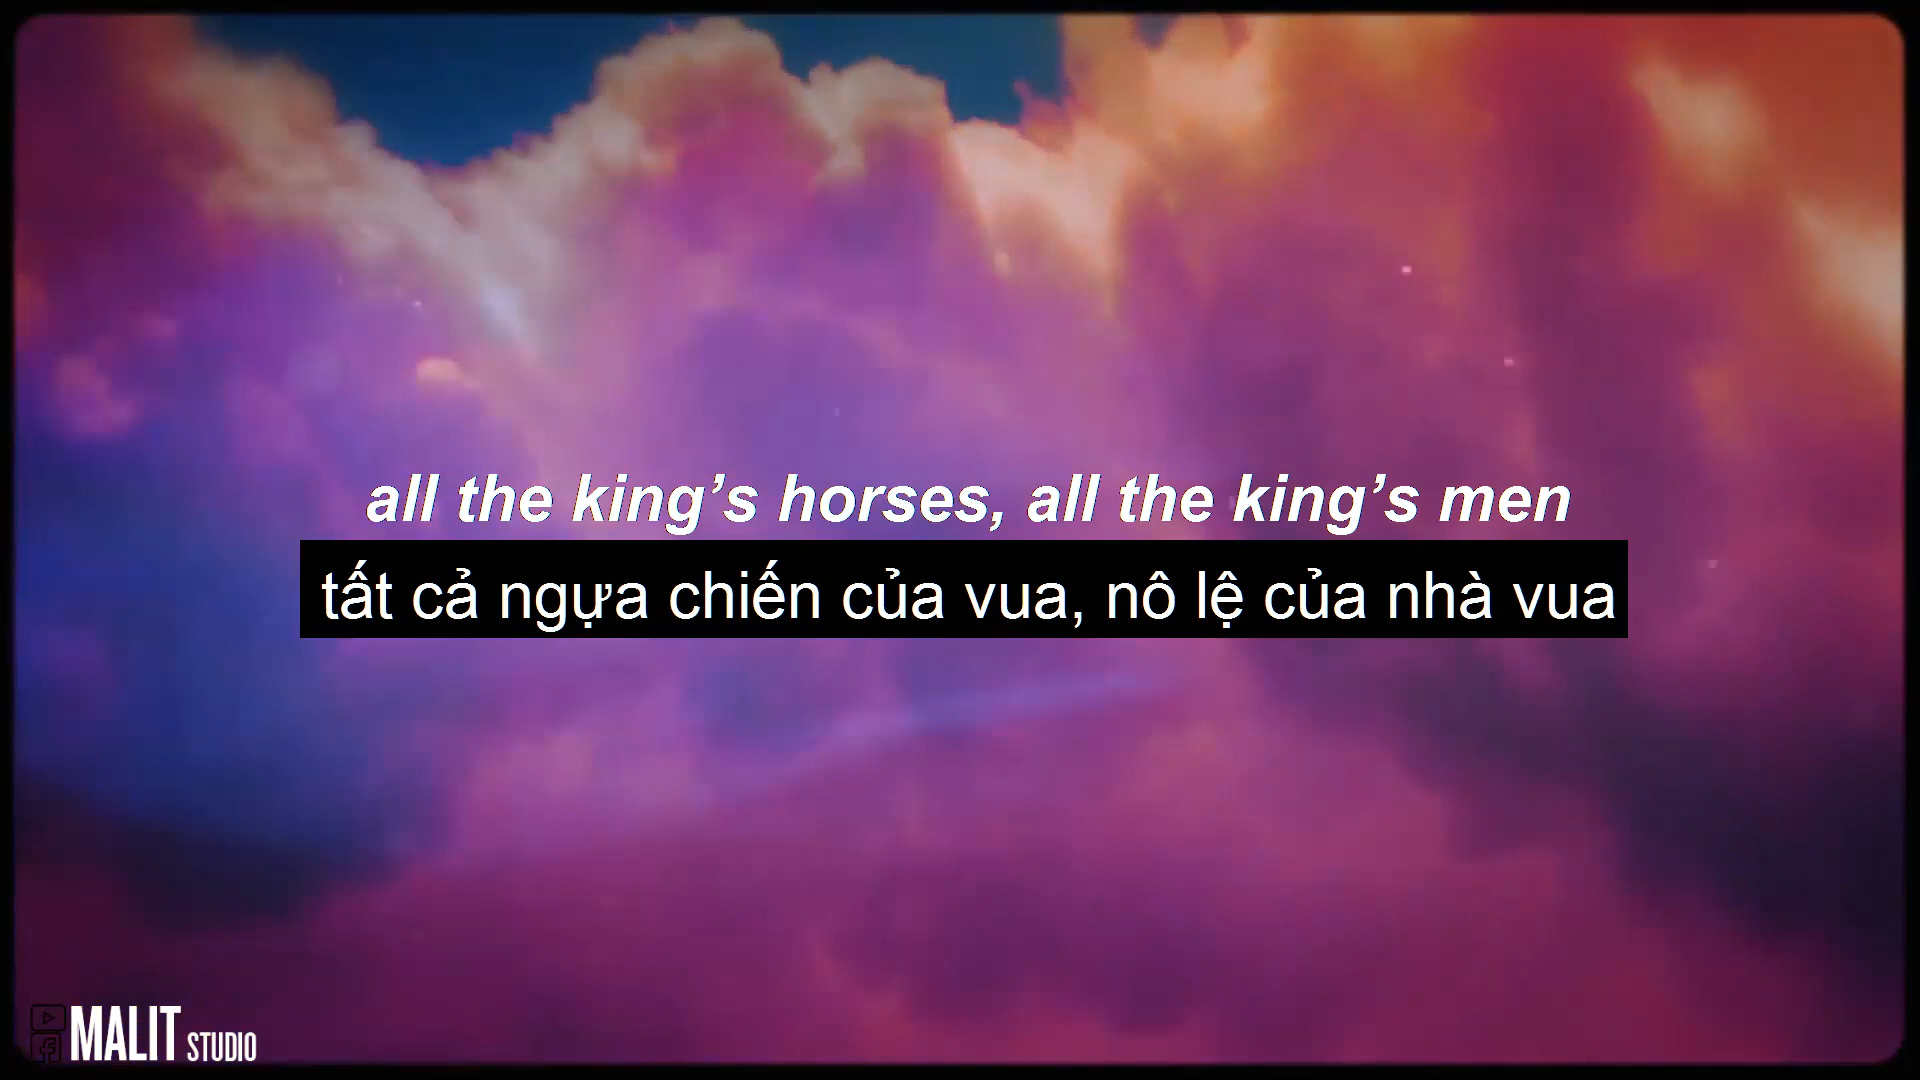 all the king’s horses, all the king’s men
tất cả ngựa chiến của vua, nô lệ của nhà vua
MALIT STUDIO